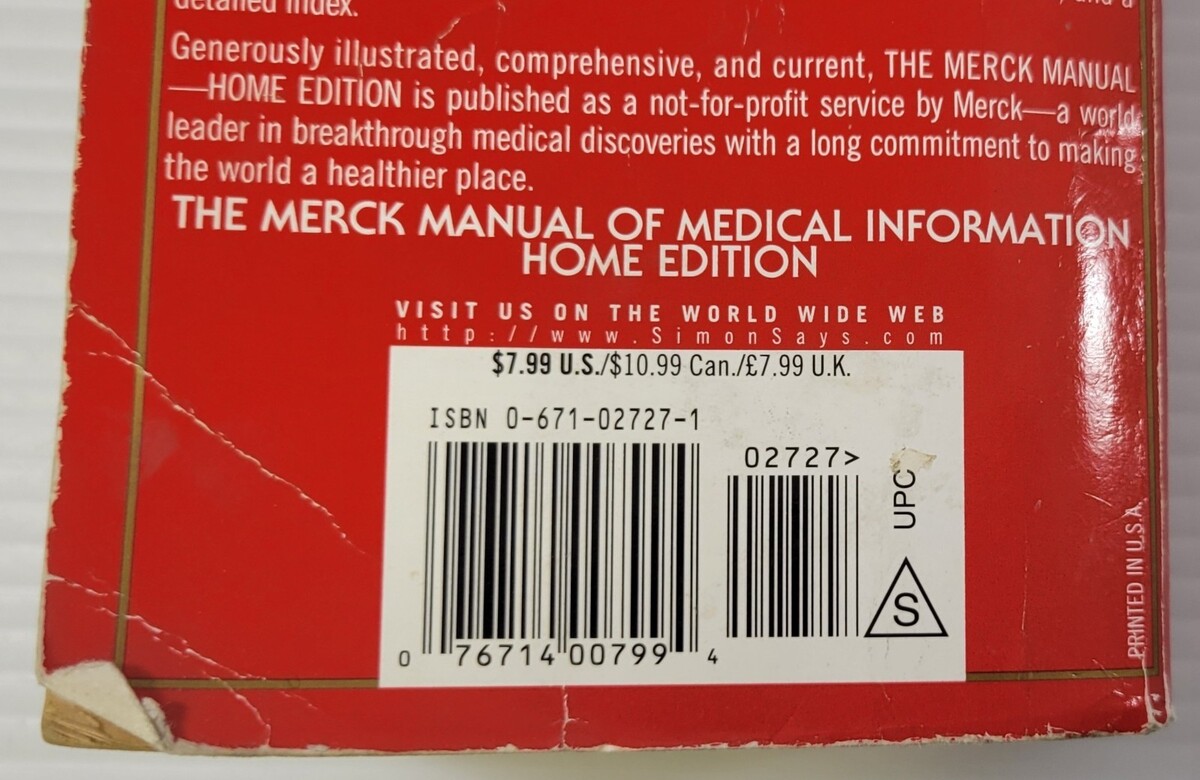 detailed index.
and a
Generously illustrated, comprehensive, and current, THE MERCK MANUAL
—HOME EDITION is published as a not-for-profit service by Merck—a world
leader in breakthrough medical discoveries with a long commitment to making
the world a healthier place.
THE MERCK MANUAL OF MEDICAL INFORMATION
HOME EDITION
VISIT US ON THE WORLD WIDE WEB
http://www.SimonSays.com
$7.99 U.S./$10.99 Can./£7.99 U.K.
ISBN 0-671-02727-1
02727>
UPC
S
0 76714 00799 4
PRINTED IN U.S.A.